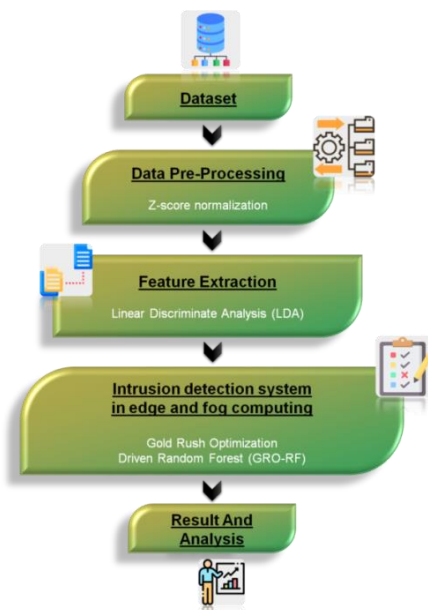 Dataset
Data Pre-Processing
Z-score normalization
Feature Extraction
Linear Discriminate Analysis (LDA)
Intrusion detection system
in edge and fog computing
Gold Rush Optimization
Driven Random Forest (GRO-RF)
Result And
Analysis